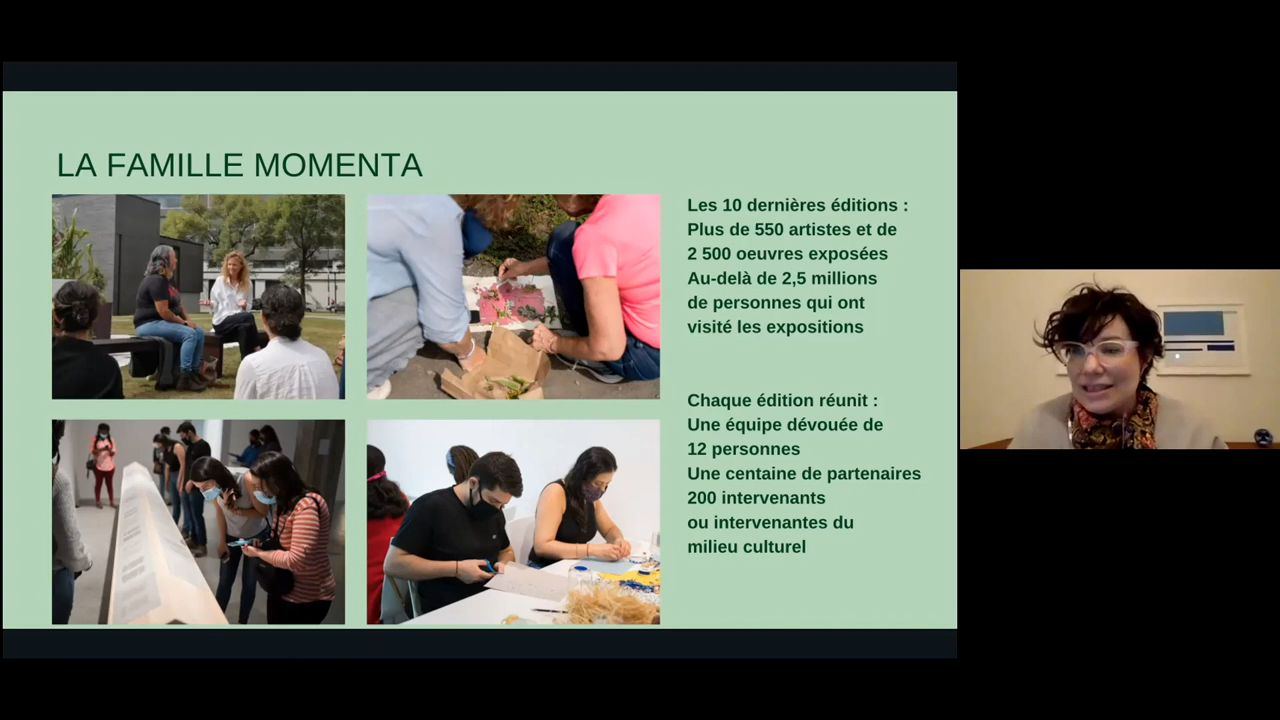 LA FAMILLE MOMENTA
Les 10 dernières éditions :
Plus de 550 artistes et de
2 500 oeuvres exposées
Au-delà de 2,5 millions
de personnes qui ont
visité les expositions
Chaque édition réunit :
Une équipe dévouée de
12 personnes
Une centaine de partenaires
200 intervenants
ou intervenantes du
milieu culturel